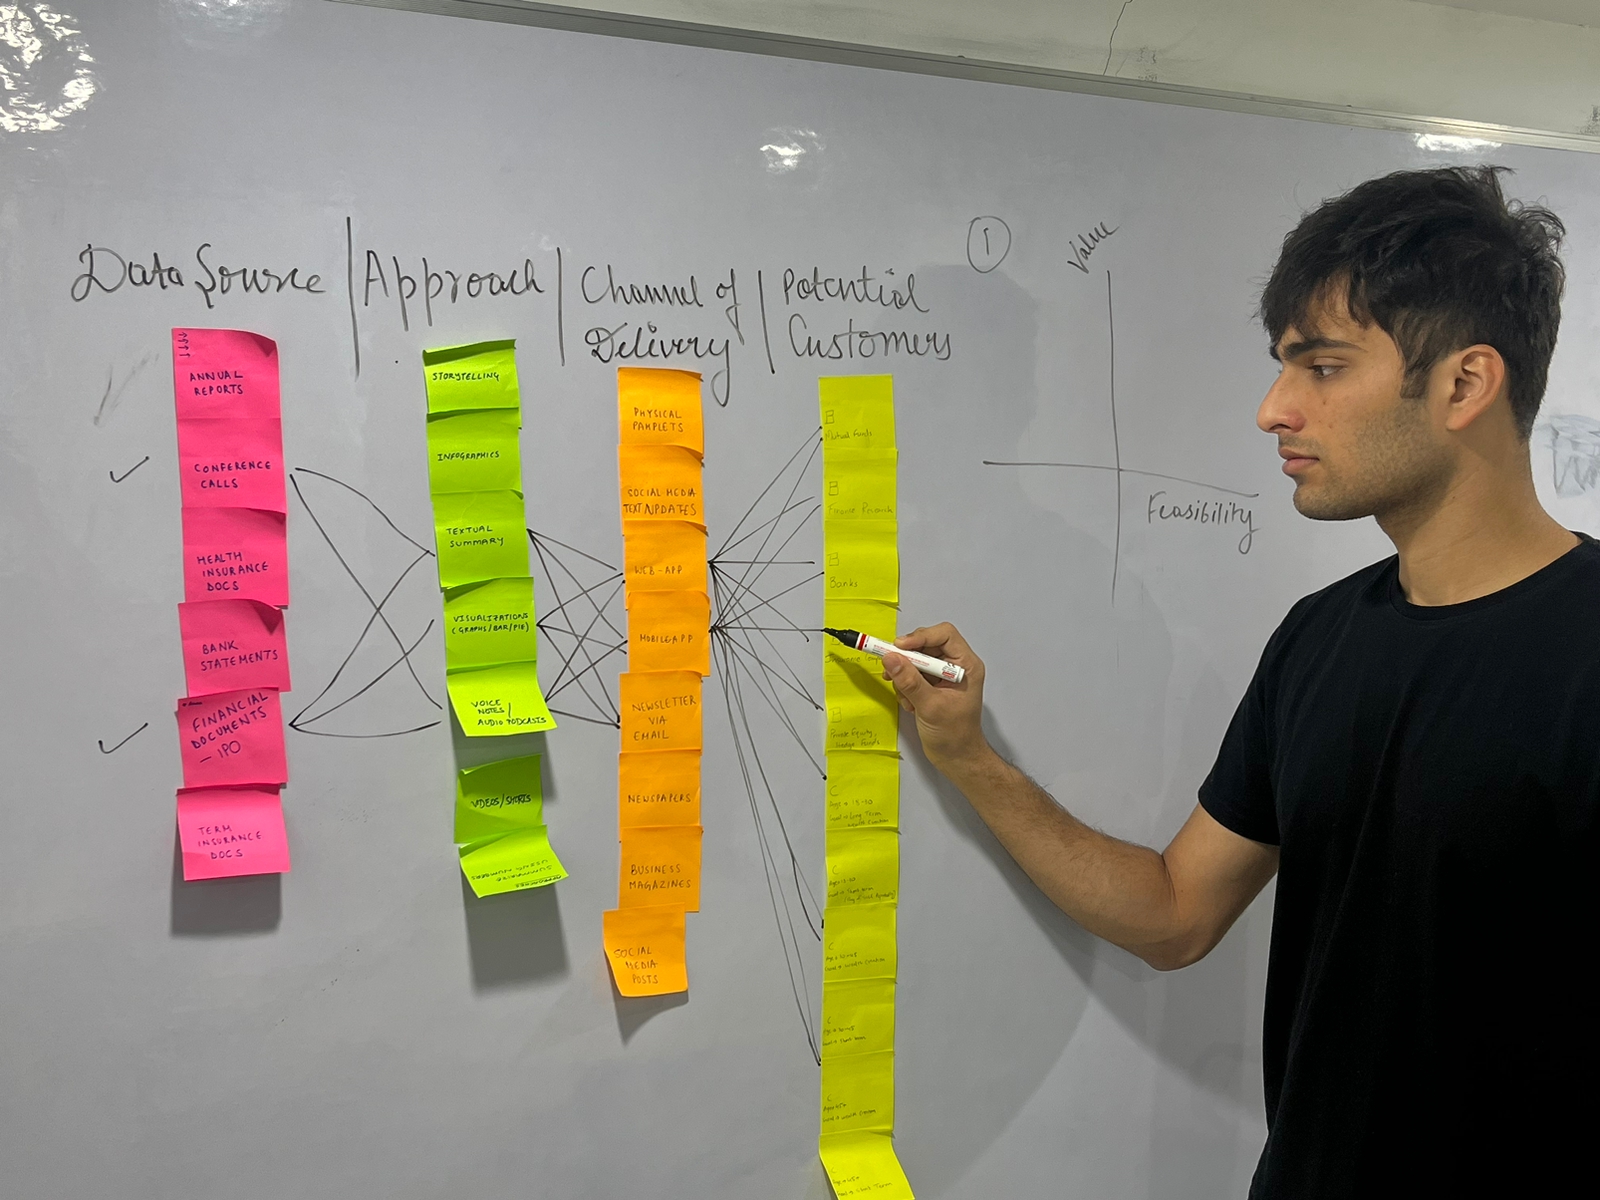 Data Source | Approach | Channel of Delivery | Potential Customers
ANNUAL
REPORTS
CONFERENCE
CALLS
HEALTH
INSURANCE
DOCS
BANK
STATEMENTS
FINANCIAL
DOCUMENTS
- IPO
TERM
INSURANCE
DOCS
STORYTELLING
INFOGRAPHICS
TEXTUAL
SUMMARY
VISUALIZATIONS
(GRAPHS/BAR/PIE)
VOICE
NOTES/
AUDIO PODCASTS
VIDEOS/SHORTS
PHYSICAL
PAMPLETS
SOCIAL MEDIA
TEXT UPDATES
WEB-APP
MOBILE APP
NEWSLETTER
VIA
EMAIL
NEWSPAPERS
BUSINESS
MAGAZINES
SOCIAL
MEDIA
POSTS
B
Mutual Funds
B
Finance Research
B
Banks
B
Private Equity,
Hedge Funds
C
C
C
C
C
C
1
Value
Feasibility